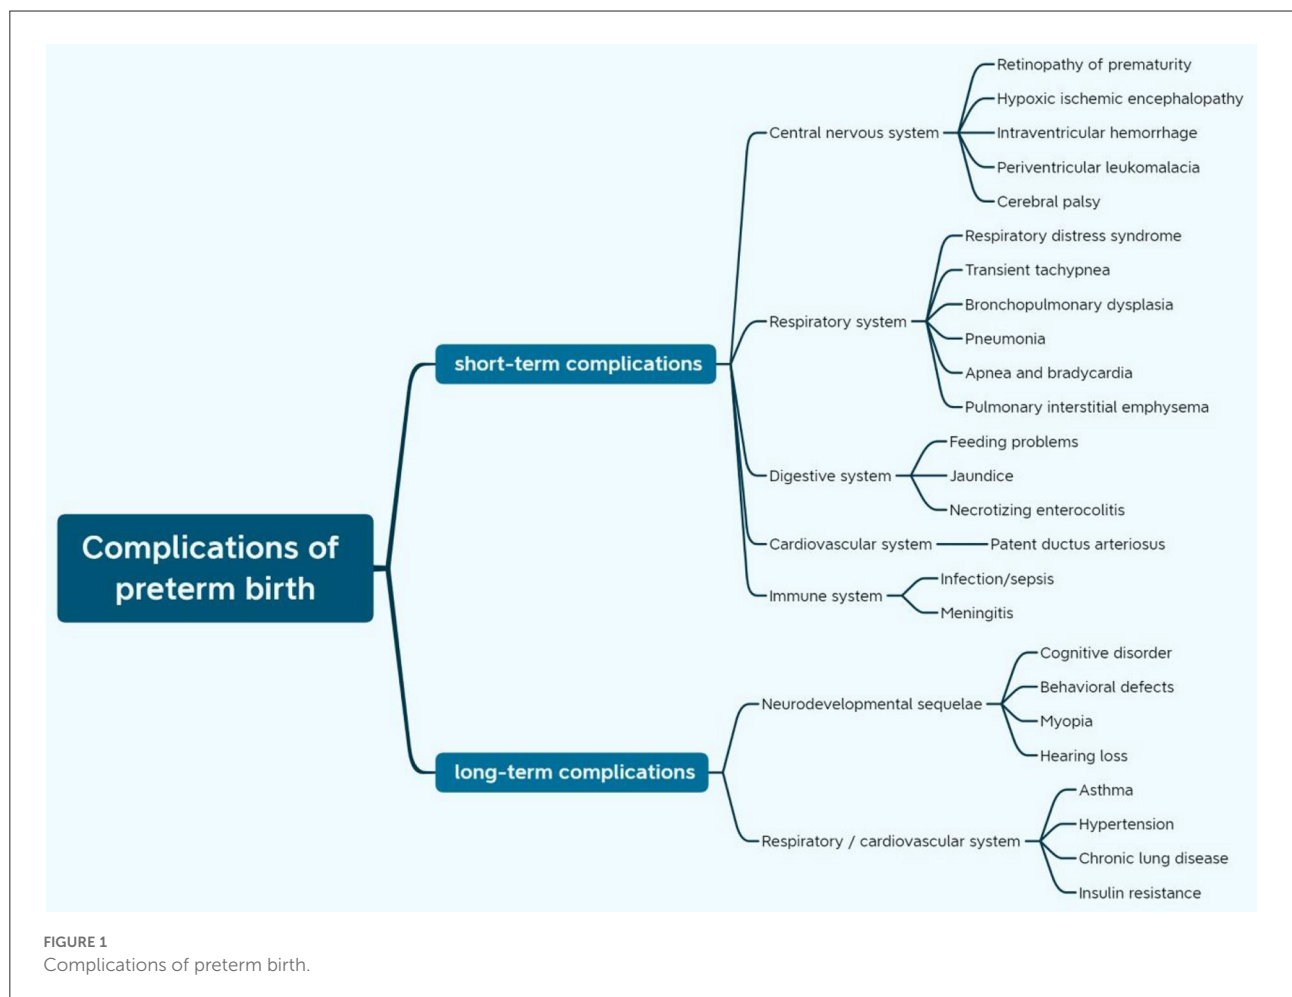 Complications of
preterm birth
short-term complications
Central nervous system
Retinopathy of prematurity
Hypoxic ischemic encephalopathy
Intraventricular hemorrhage
Periventricular leukomalacia
Cerebral palsy
Respiratory system
Respiratory distress syndrome
Transient tachypnea
Bronchopulmonary dysplasia
Pneumonia
Apnea and bradycardia
Pulmonary interstitial emphysema
Digestive system
Feeding problems
Jaundice
Necrotizing enterocolitis
Cardiovascular system
Patent ductus arteriosus
Immune system
Infection/sepsis
Meningitis
long-term complications
Neurodevelopmental sequelae
Cognitive disorder
Behavioral defects
Myopia
Hearing loss
Respiratory / cardiovascular system
Asthma
Hypertension
Chronic lung disease
Insulin resistance
FIGURE 1
Complications of preterm birth.